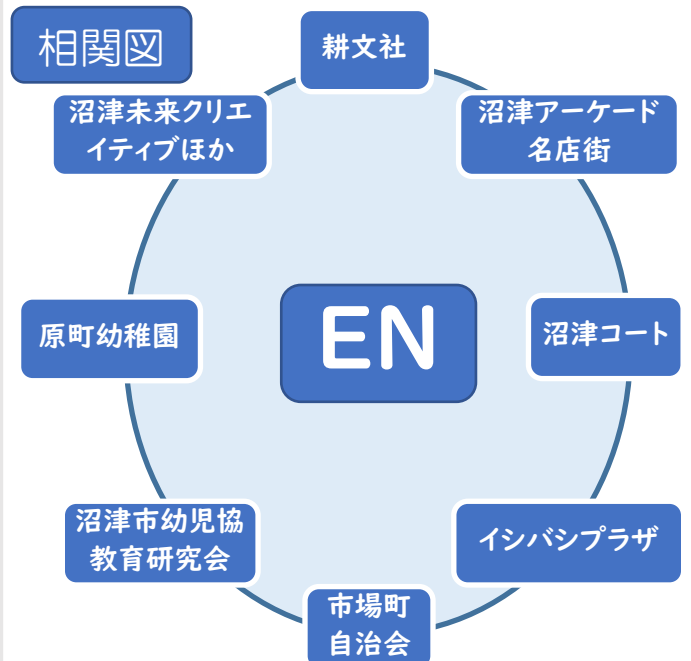 相関図
耕文社
沼津未来クリエ
イティブほか
沼津アーケード
名店街
原町幼稚園
EN
沼津コート
沼津市幼児協
教育研究会
イシバシプラザ
市場町
自治会